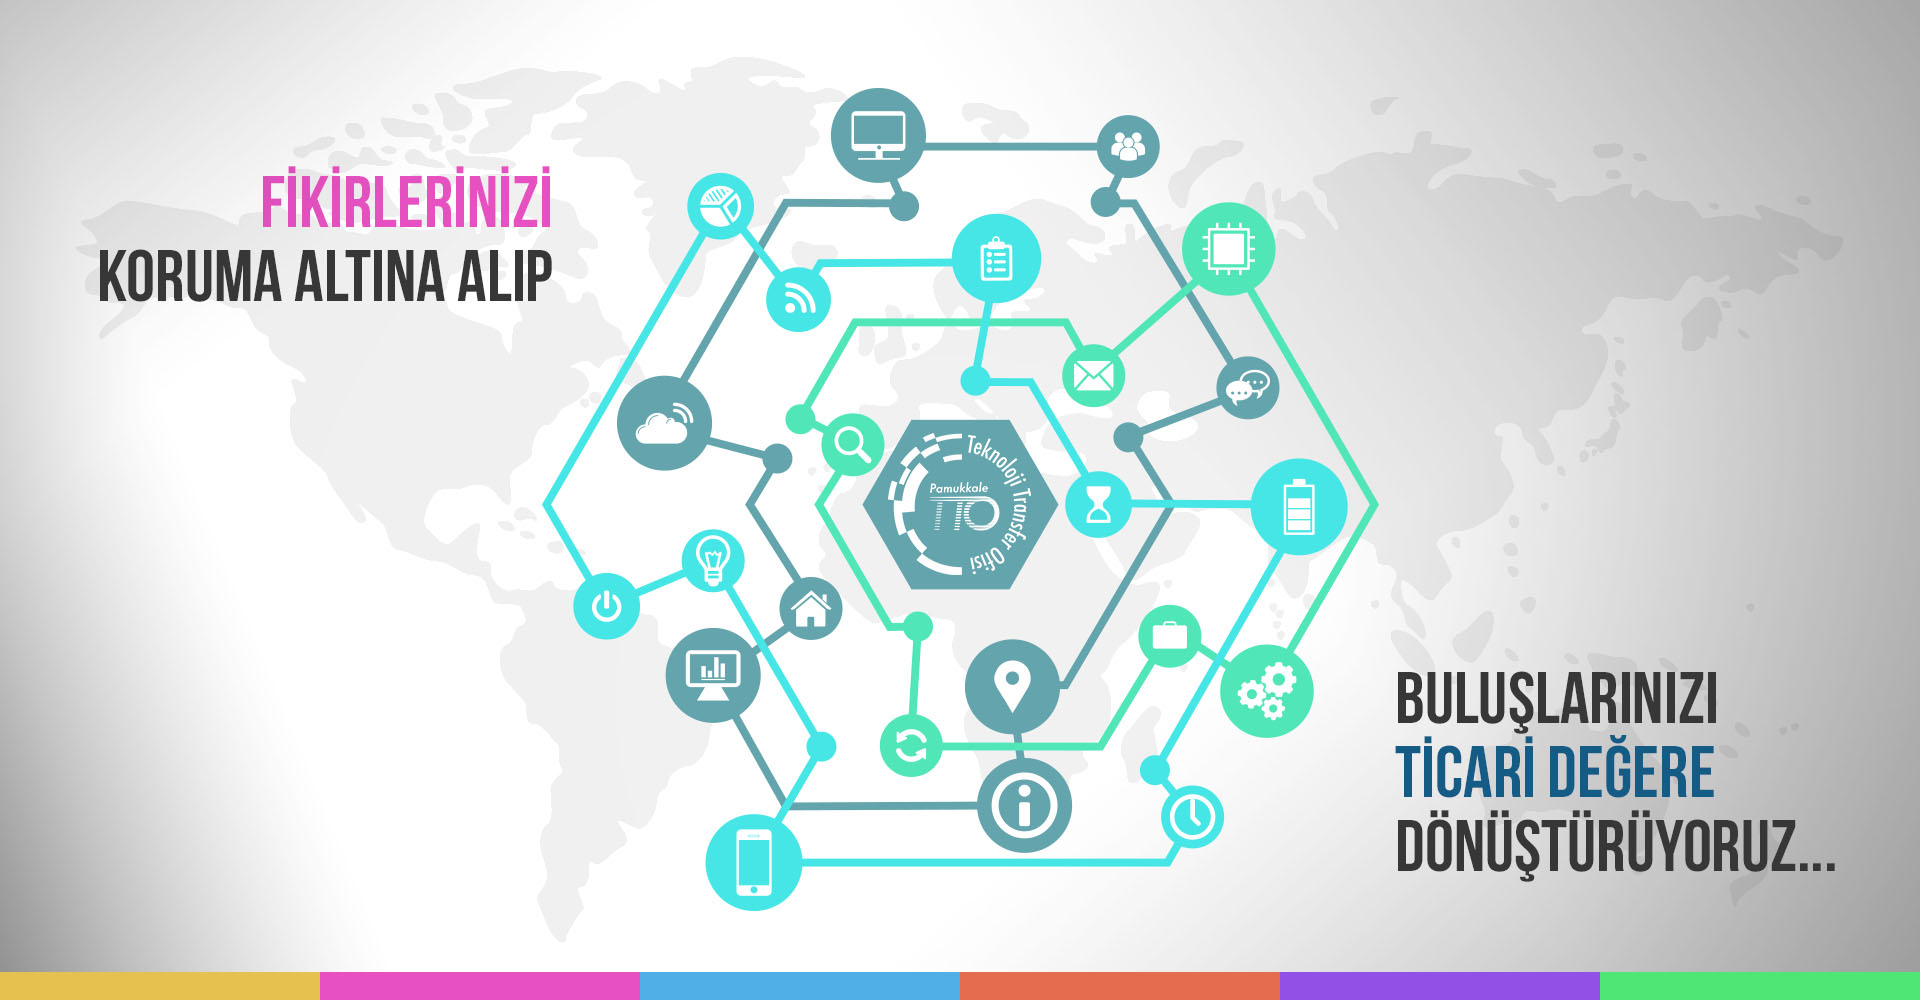 FİKİRLERİNİZİ
KORUMA ALTINA ALIP
Teknoloji Transfer Ofisi
Pamukkale
TTO
BULUŞLARINIZI
TİCARİ DEĞERE
DÖNÜŞTÜRÜYORUZ...